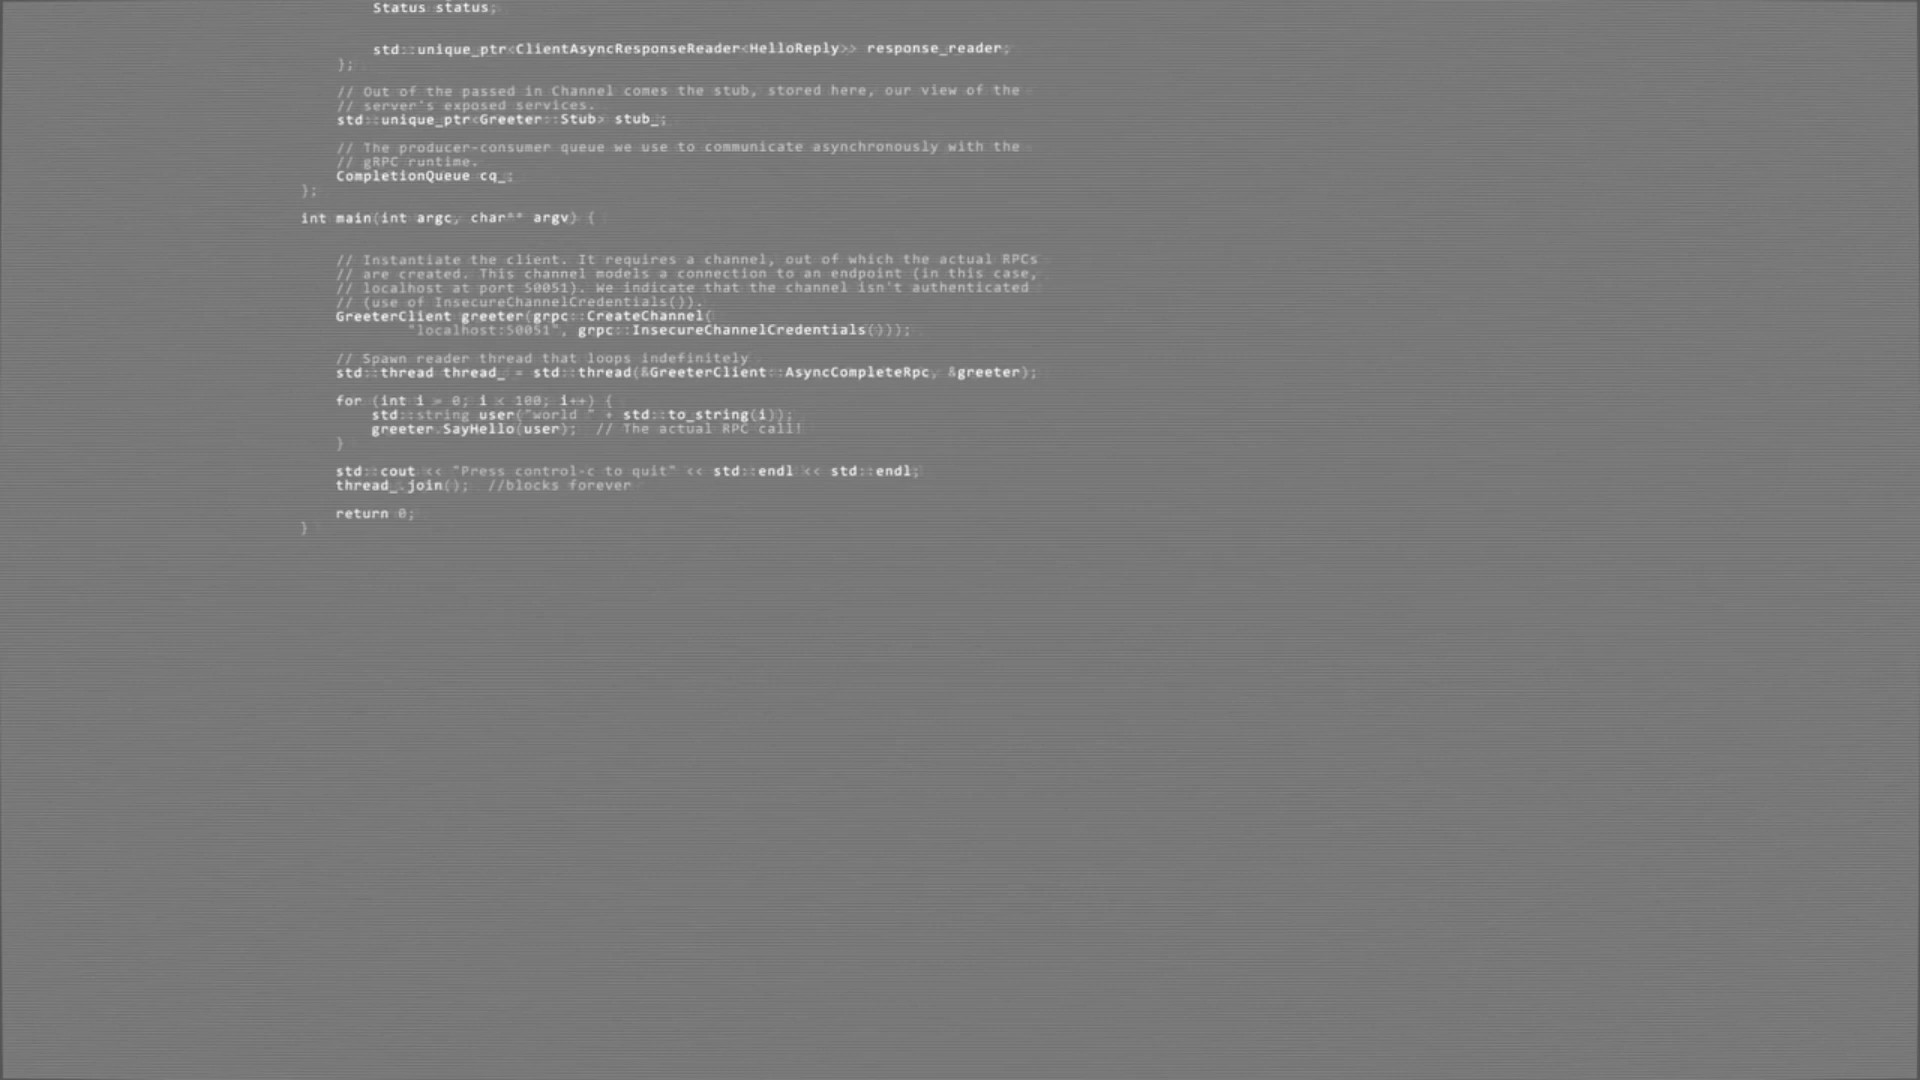 Status status;
std::unique_ptr<ClientAsyncResponseReader<HelloReply>> response_reader;
};
// Out of the passed in Channel comes the stub, stored here, our view of the
// server's exposed services.
std::unique_ptr<Greeter::Stub> stub_;
// The producer-consumer queue we use to communicate asynchronously with the
// gRPC runtime.
CompletionQueue cq_;
};
int main(int argc, char** argv) {
// Instantiate the client. It requires a channel, out of which the actual RPCs
// are created. This channel models a connection to an endpoint (in this case,
// localhost at port 50051). We indicate that the channel isn't authenticated
// (use of InsecureChannelCredentials()).
GreeterClient greeter(grpc::CreateChannel(
"localhost:50051", grpc::InsecureChannelCredentials()));
// Spawn reader thread that loops indefinitely
std::thread thread_ = std::thread(&GreeterClient::AsyncCompleteRpc, &greeter);
for (int i = 0; i < 100; i++) {
std::string user("world " + std::to_string(i));
greeter.SayHello(user);  // The actual RPC call!
}
std::cout << "Press control-c to quit" << std::endl << std::endl;
thread_.join();  //blocks forever
return 0;
}